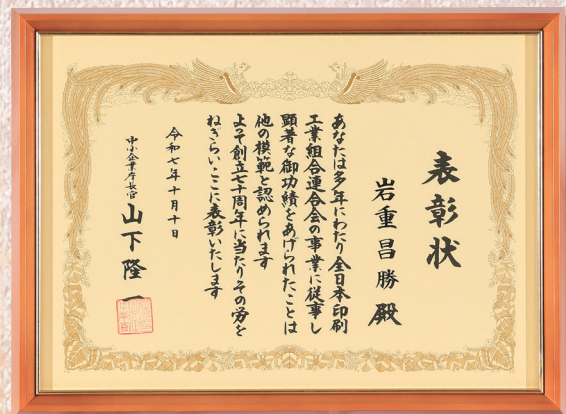 表彰状
岩重昌勝殿
あなたは多年にわたり全日本印刷
工業組合連合会の事業に従事し
顕著な御功績をあげられたことは
他の模範と認められます
よって創立七十周年に当たりその労を
ねぎらいここに表彰いたします
令和七年十月十日
中小企業庁長官 山下隆一